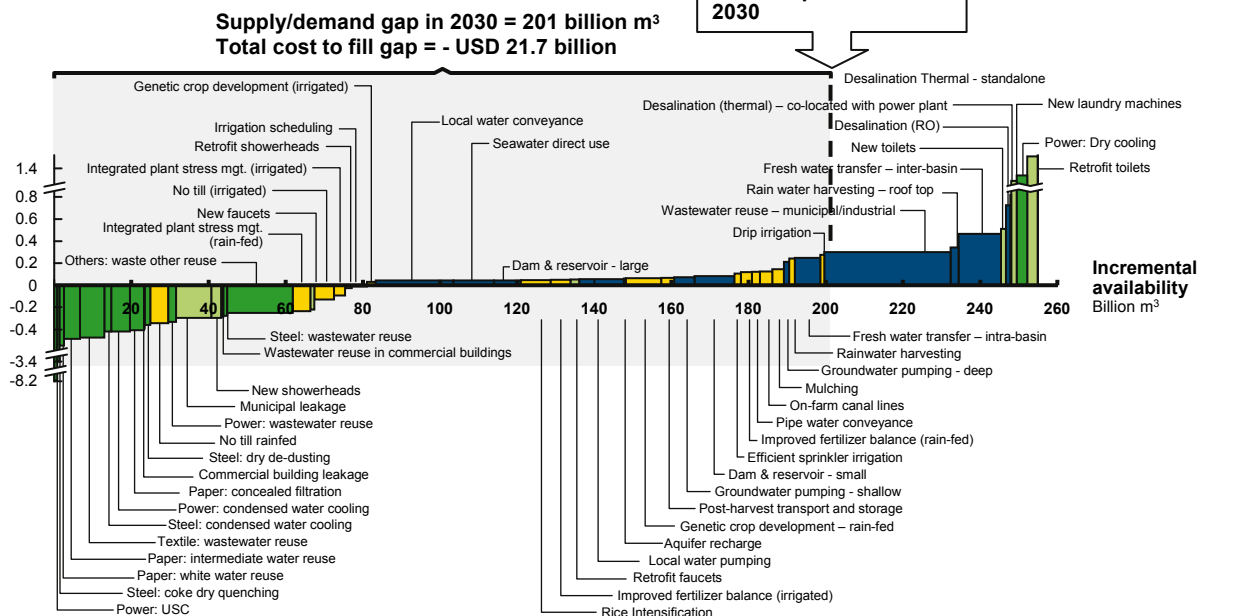 2030
Supply/demand gap in 2030 = 201 billion m³
Total cost to fill gap = - USD 21.7 billion
Desalination Thermal - standalone
Genetic crop development (irrigated)
Desalination (thermal) – co-located with power plant
New laundry machines
Local water conveyance
Irrigation scheduling
Desalination (RO)
Seawater direct use
Power: Dry cooling
Retrofit showerheads
New toilets
Integrated plant stress mgt. (irrigated)
Fresh water transfer – inter-basin
Retrofit toilets
No till (irrigated)
Rain water harvesting – roof top
New faucets
Wastewater reuse – municipal/industrial
Integrated plant stress mgt.
(rain-fed)
Drip irrigation
Others: waste other reuse
Dam & reservoir - large
1.4
0.8
0.6
0.4
0.2
0
-0.2
-0.4
-3.4
-8.2
20
40
60
80
100
120
140
160
180
200
220
240
260
Incremental
availability
Billion m³
Steel: wastewater reuse
Wastewater reuse in commercial buildings
New showerheads
Municipal leakage
Power: wastewater reuse
No till rainfed
Steel: dry de-dusting
Commercial building leakage
Paper: concealed filtration
Power: condensed water cooling
Steel: condensed water cooling
Textile: wastewater reuse
Paper: intermediate water reuse
Paper: white water reuse
Steel: coke dry quenching
Power: USC
Fresh water transfer – intra-basin
Rainwater harvesting
Groundwater pumping - deep
Mulching
On-farm canal lines
Pipe water conveyance
Improved fertilizer balance (rain-fed)
Efficient sprinkler irrigation
Dam & reservoir - small
Groundwater pumping - shallow
Post-harvest transport and storage
Genetic crop development – rain-fed
Aquifer recharge
Local water pumping
Retrofit faucets
Improved fertilizer balance (irrigated)
Rice Intensification